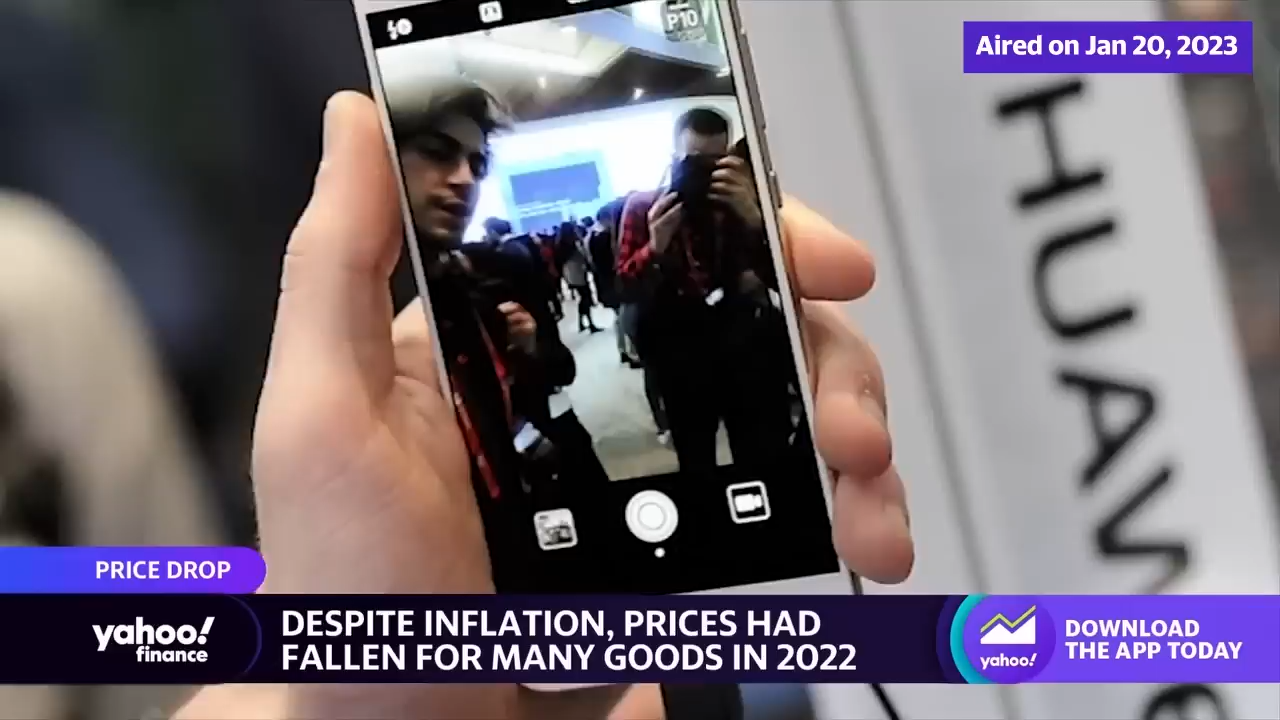 P10
Aired on Jan 20, 2023
HUAW
PRICE DROP
yahoo!
finance
DESPITE INFLATION, PRICES HAD
FALLEN FOR MANY GOODS IN 2022
yahoo!
DOWNLOAD
THE APP TODAY